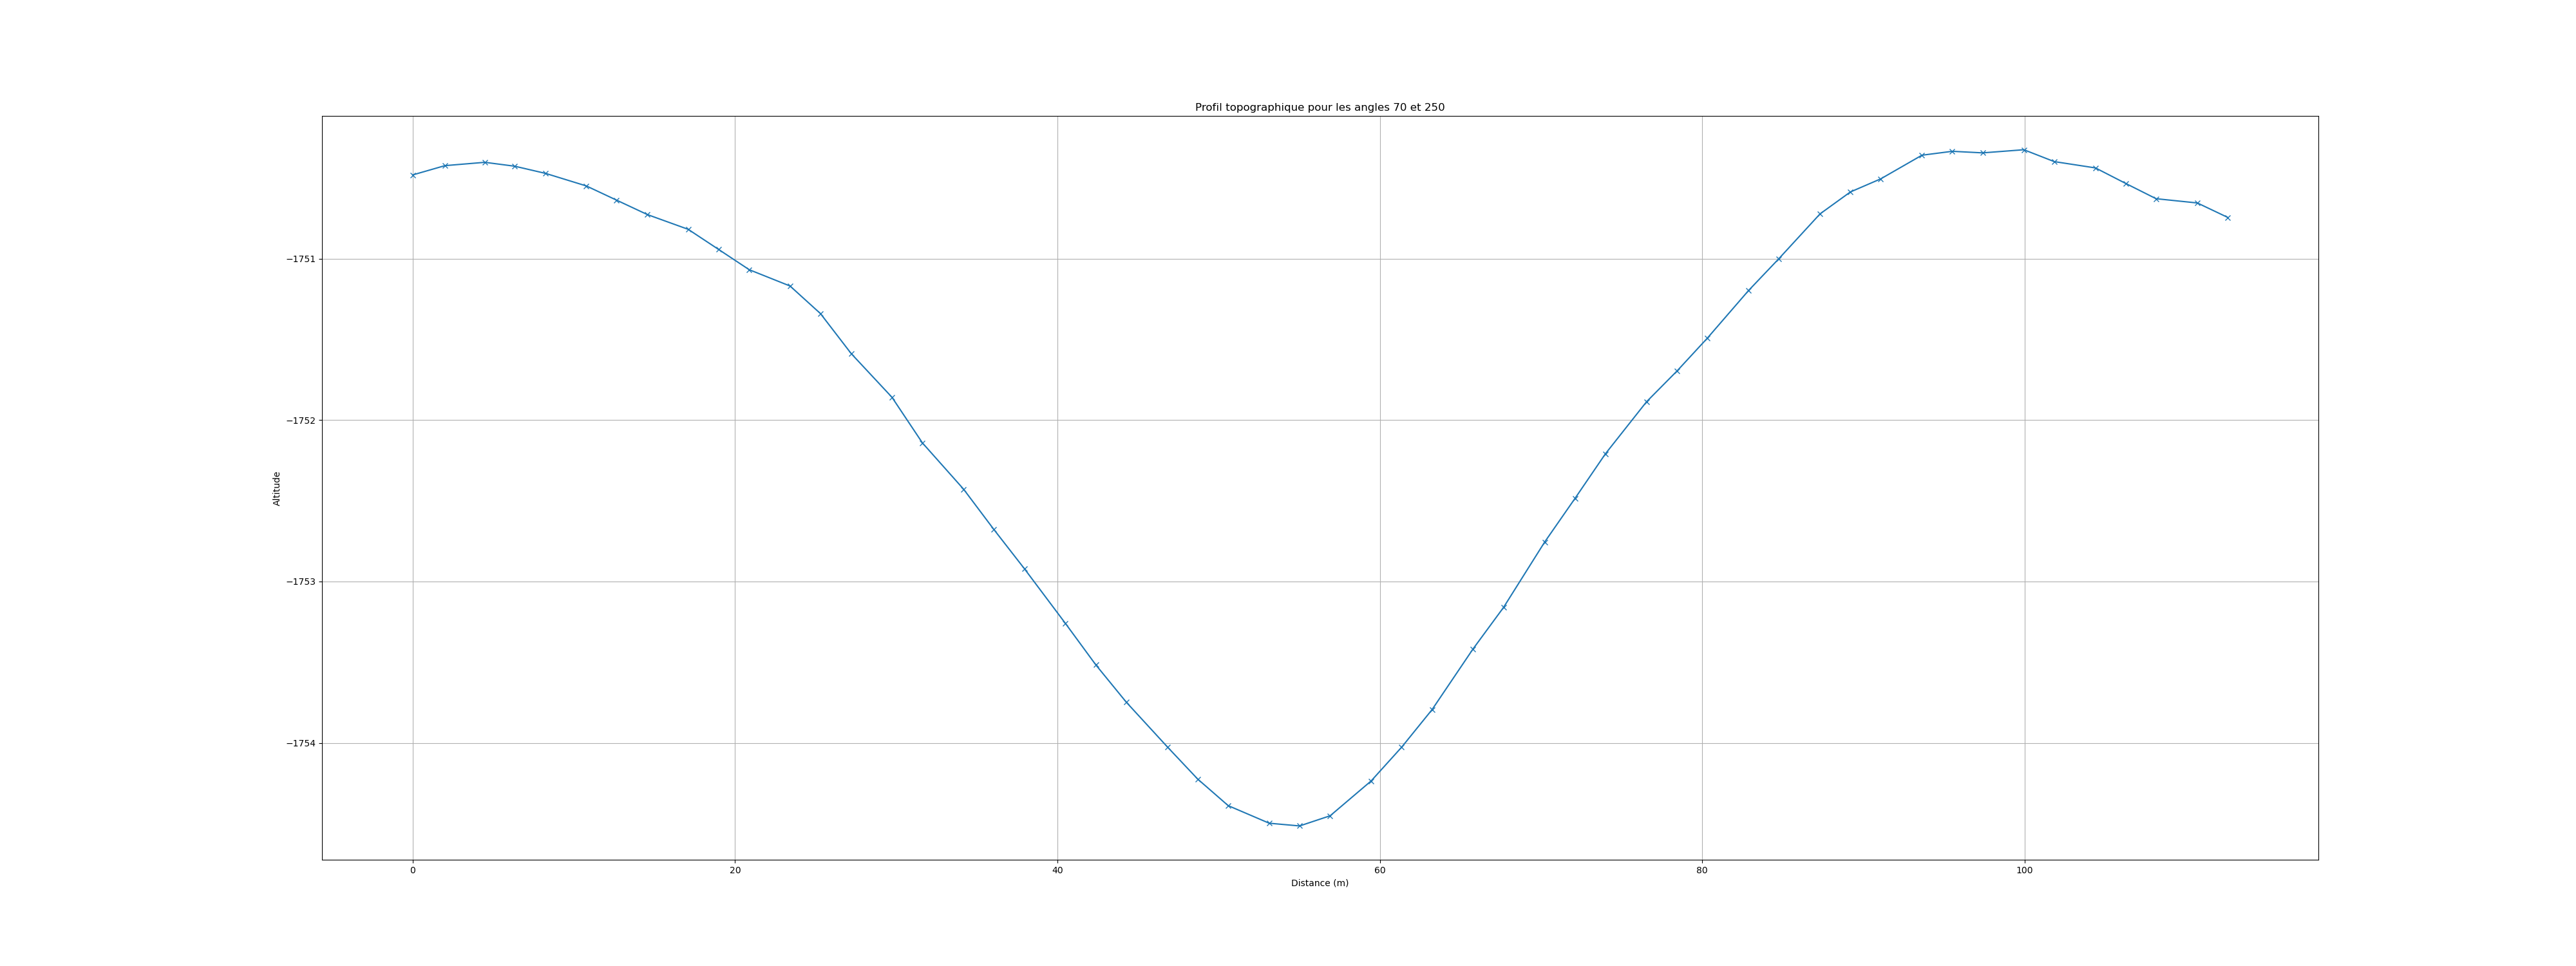 Profil topographique pour les angles 70 et 250
Altitude
−1751
−1752
−1753
−1754
0 20 40 60 80 100
Distance (m)